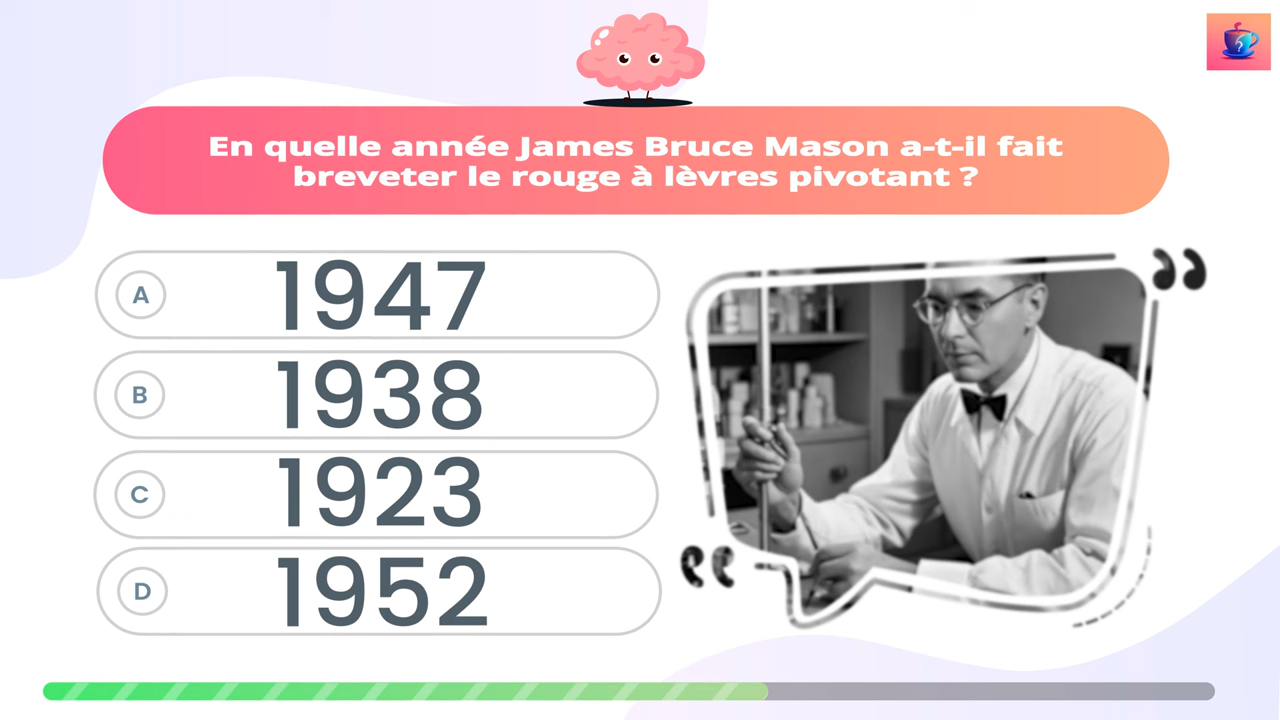 En quelle année James Bruce Mason a-t-il fait
breveter le rouge à lèvres pivotant ?
A 1947
B 1938
C 1923
D 1952